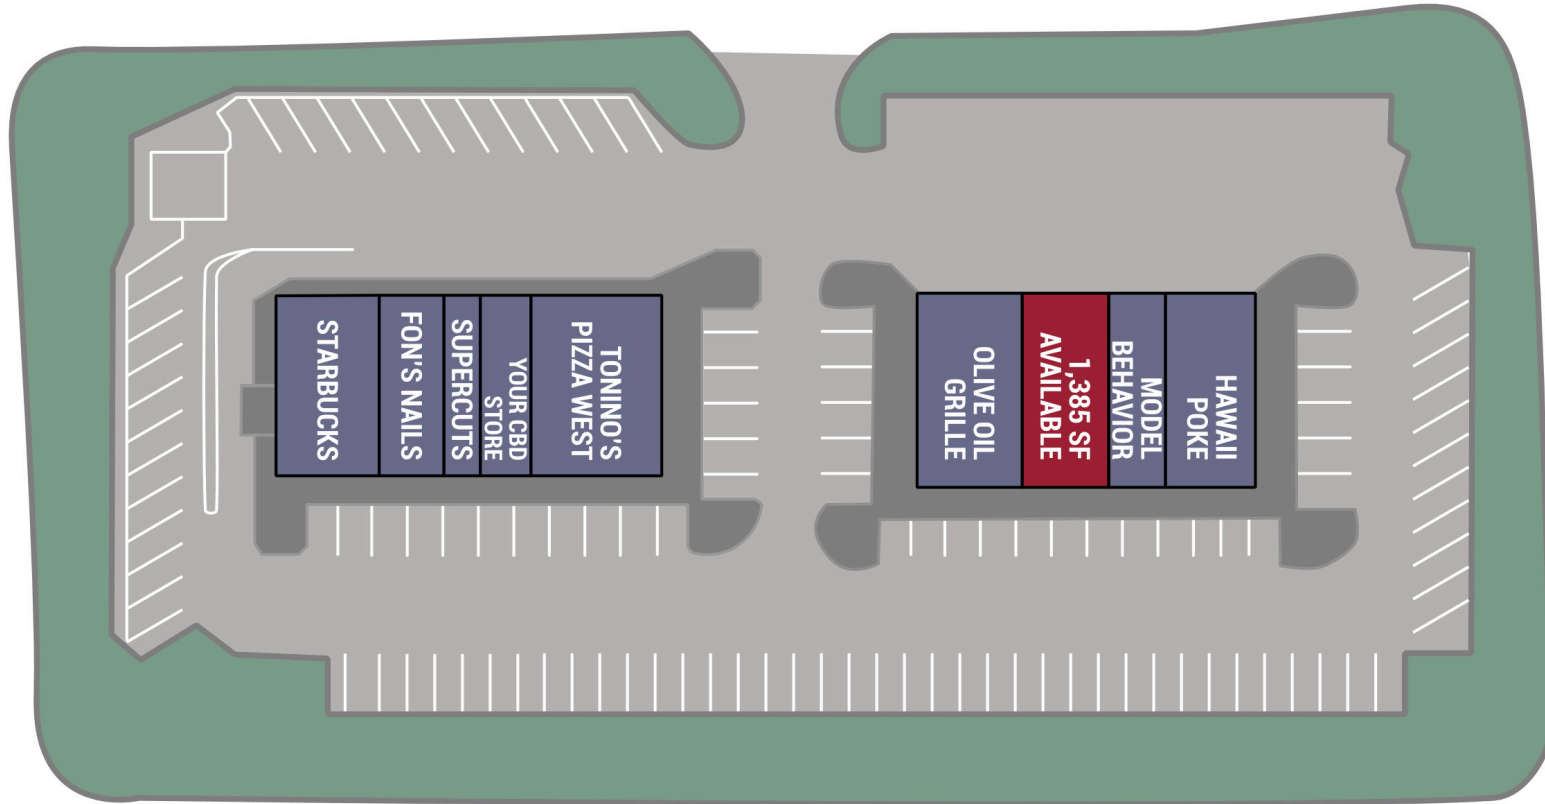 STARBUCKS
FON'S NAILS
SUPERCUTS
YOUR CBD
STORE
TONINO'S
PIZZA WEST
OLIVE OIL
GRILLE
1,385 SF
AVAILABLE
MODEL
BEHAVIOR
HAWAII
POKE